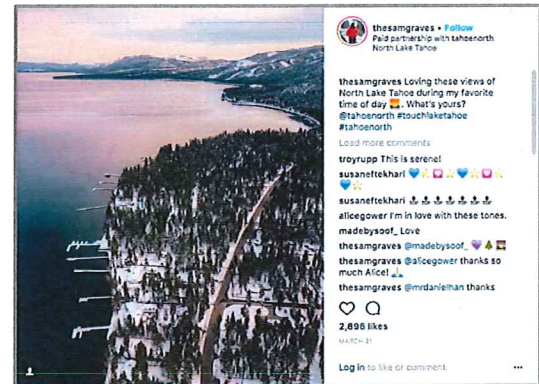 thesamgraves • Follow
Paid partnership with tahoenorth
North Lake Tahoe
thesamgraves Loving these views of
North Lake Tahoe during my favorite
time of day 🌅. What's yours?
@tahoenorth #touchlaketahoe
#tahoenorth
Load more comments
troyrupp This is serene!
susaneftekhari 💙✨💟✨💙✨💟✨
💙✨
susaneftekhari 🚣🚣🚣🚣🚣🚣🚣
alicegower I'm in love with these tones.
madebysoof_ Love
thesamgraves @madebysoof_ 💜🌲🌅
thesamgraves @alicegower thanks so
much Alice! 🙏
thesamgraves @mrdanielhan thanks
2,896 likes
MARCH 21
Log in to like or comment.